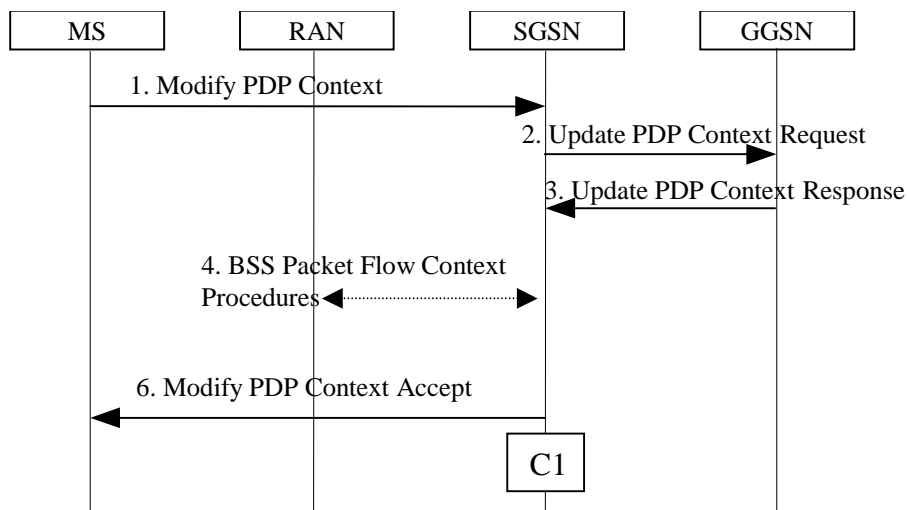 MS RAN SGSN GGSN
1. Modify PDP Context
2. Update PDP Context Request
3. Update PDP Context Response
4. BSS Packet Flow Context
Procedures
6. Modify PDP Context Accept
C1